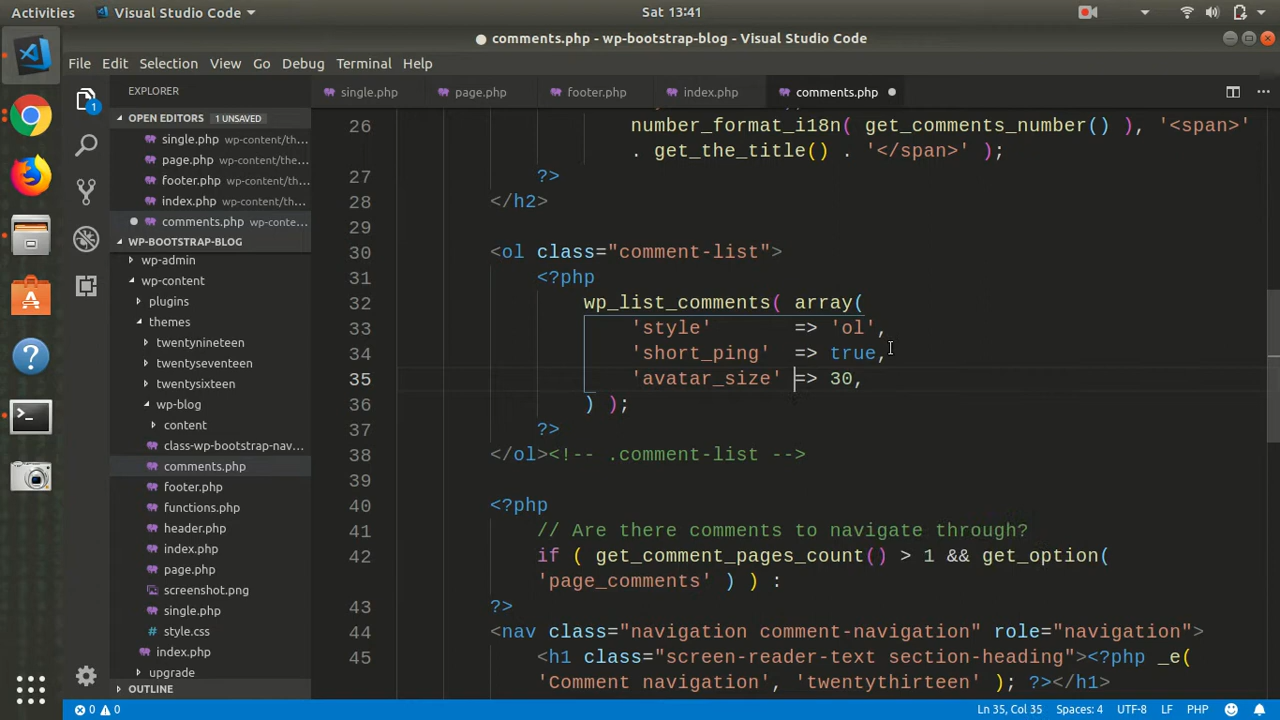 Activities Visual Studio Code Sat 13:41
● comments.php - wp-bootstrap-blog - Visual Studio Code
File Edit Selection View Go Debug Terminal Help
EXPLORER single.php page.php footer.php index.php comments.php
OPEN EDITORS 1 UNSAVED
single.php wp-content/the...
page.php wp-content/the...
footer.php wp-content/th...
index.php wp-content/th...
comments.php wp-conte...
WP-BOOTSTRAP-BLOG
wp-admin
wp-content
plugins
themes
twentynineteen
twentyseventeen
twentysixteen
wp-blog
content
class-wp-bootstrap-nav...
comments.php
footer.php
functions.php
header.php
index.php
page.php
screenshot.png
single.php
style.css
index.php
upgrade
OUTLINE
26 number_format_i18n( get_comments_number() ), '<span>'
. get_the_title() . '</span>' );
27 ?>
28 </h2>
29
30 <ol class="comment-list">
31 <?php
32 wp_list_comments( array(
33 'style' => 'ol',
34 'short_ping' => true,
35 'avatar_size' => 30,
36 ) );
37 ?>
38 </ol><!-- .comment-list -->
39
40 <?php
41 // Are there comments to navigate through?
42 if ( get_comment_pages_count() > 1 && get_option(
'page_comments' ) ) :
43 ?>
44 <nav class="navigation comment-navigation" role="navigation">
45 <h1 class="screen-reader-text section-heading"><?php _e(
'Comment navigation', 'twentythirteen' ); ?></h1>
0 0 Ln 35, Col 35 Spaces: 4 UTF-8 LF PHP